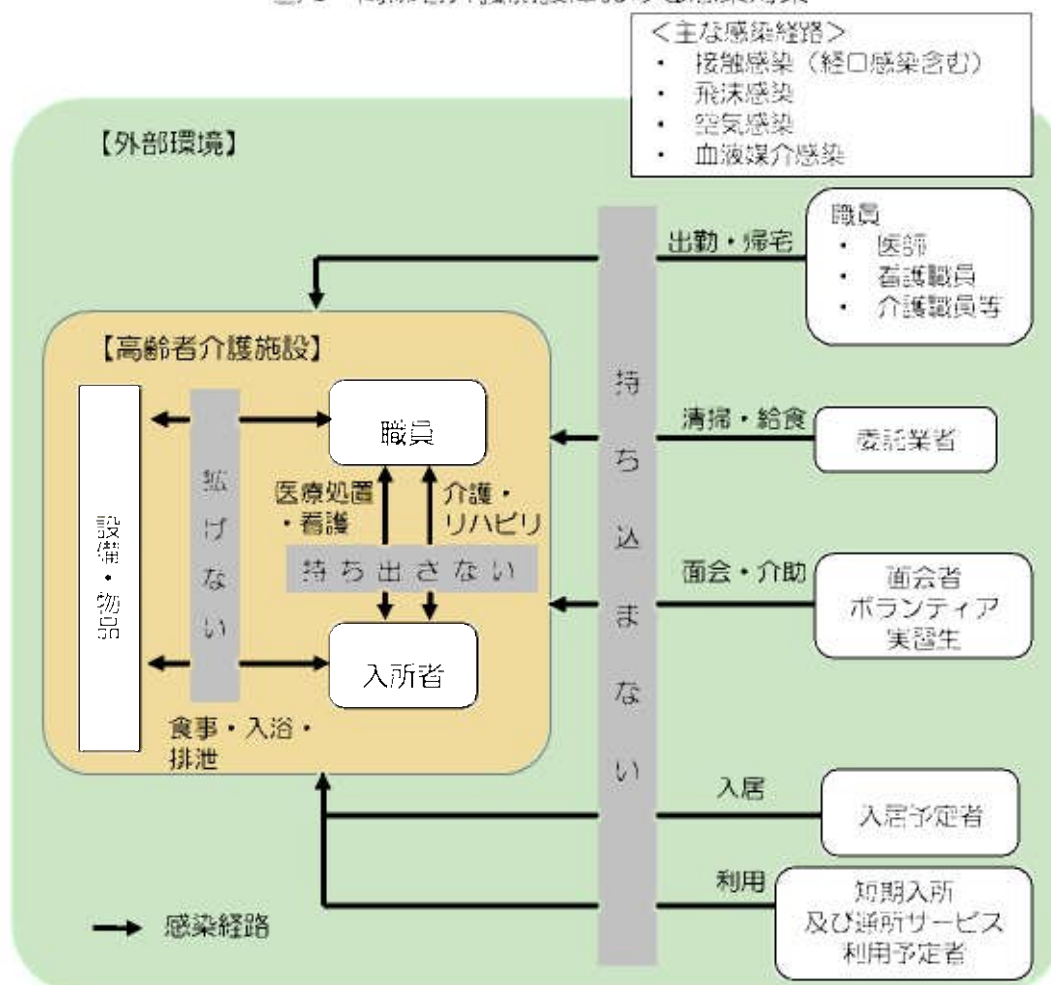 ＜主な感染経路＞
・ 接触感染（経口感染含む）
・ 飛沫感染
・ 空気感染
・ 血液媒介感染
【外部環境】
職員
・ 医師
・ 看護職員
・ 介護職員等
出勤・帰宅
【高齢者介護施設】
設備・物品
拡げない
職員
医療処置
・看護
介護・
リハビリ
持ち出さない
入所者
食事・入浴・
排泄
持ち込まない
清掃・給食
委託業者
面会・介助
面会者
ボランティア
実習生
入居
入居予定者
利用
短期入所
及び通所サービス
利用予定者
感染経路